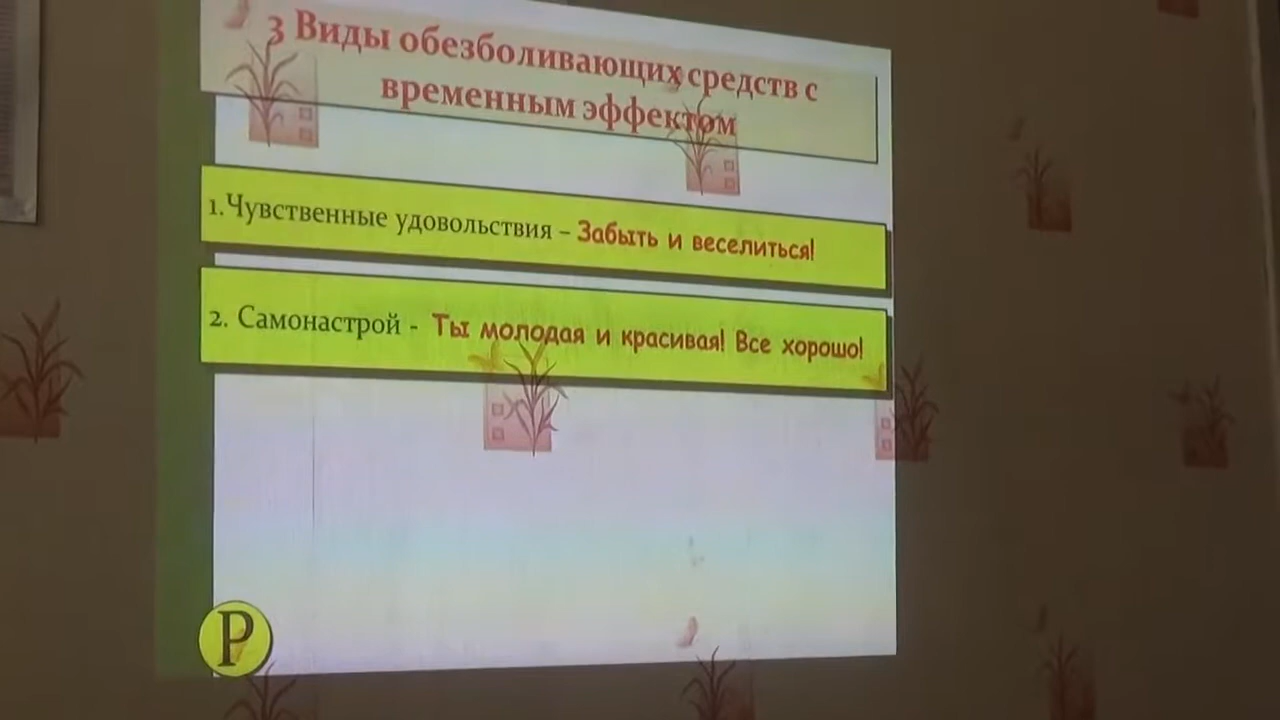 3 Виды обезболивающих средств с
временным эффектом
1.Чувственные удовольствия – Забыть и веселиться!
2. Самонастрой - Ты молодая и красивая! Все хорошо!
P